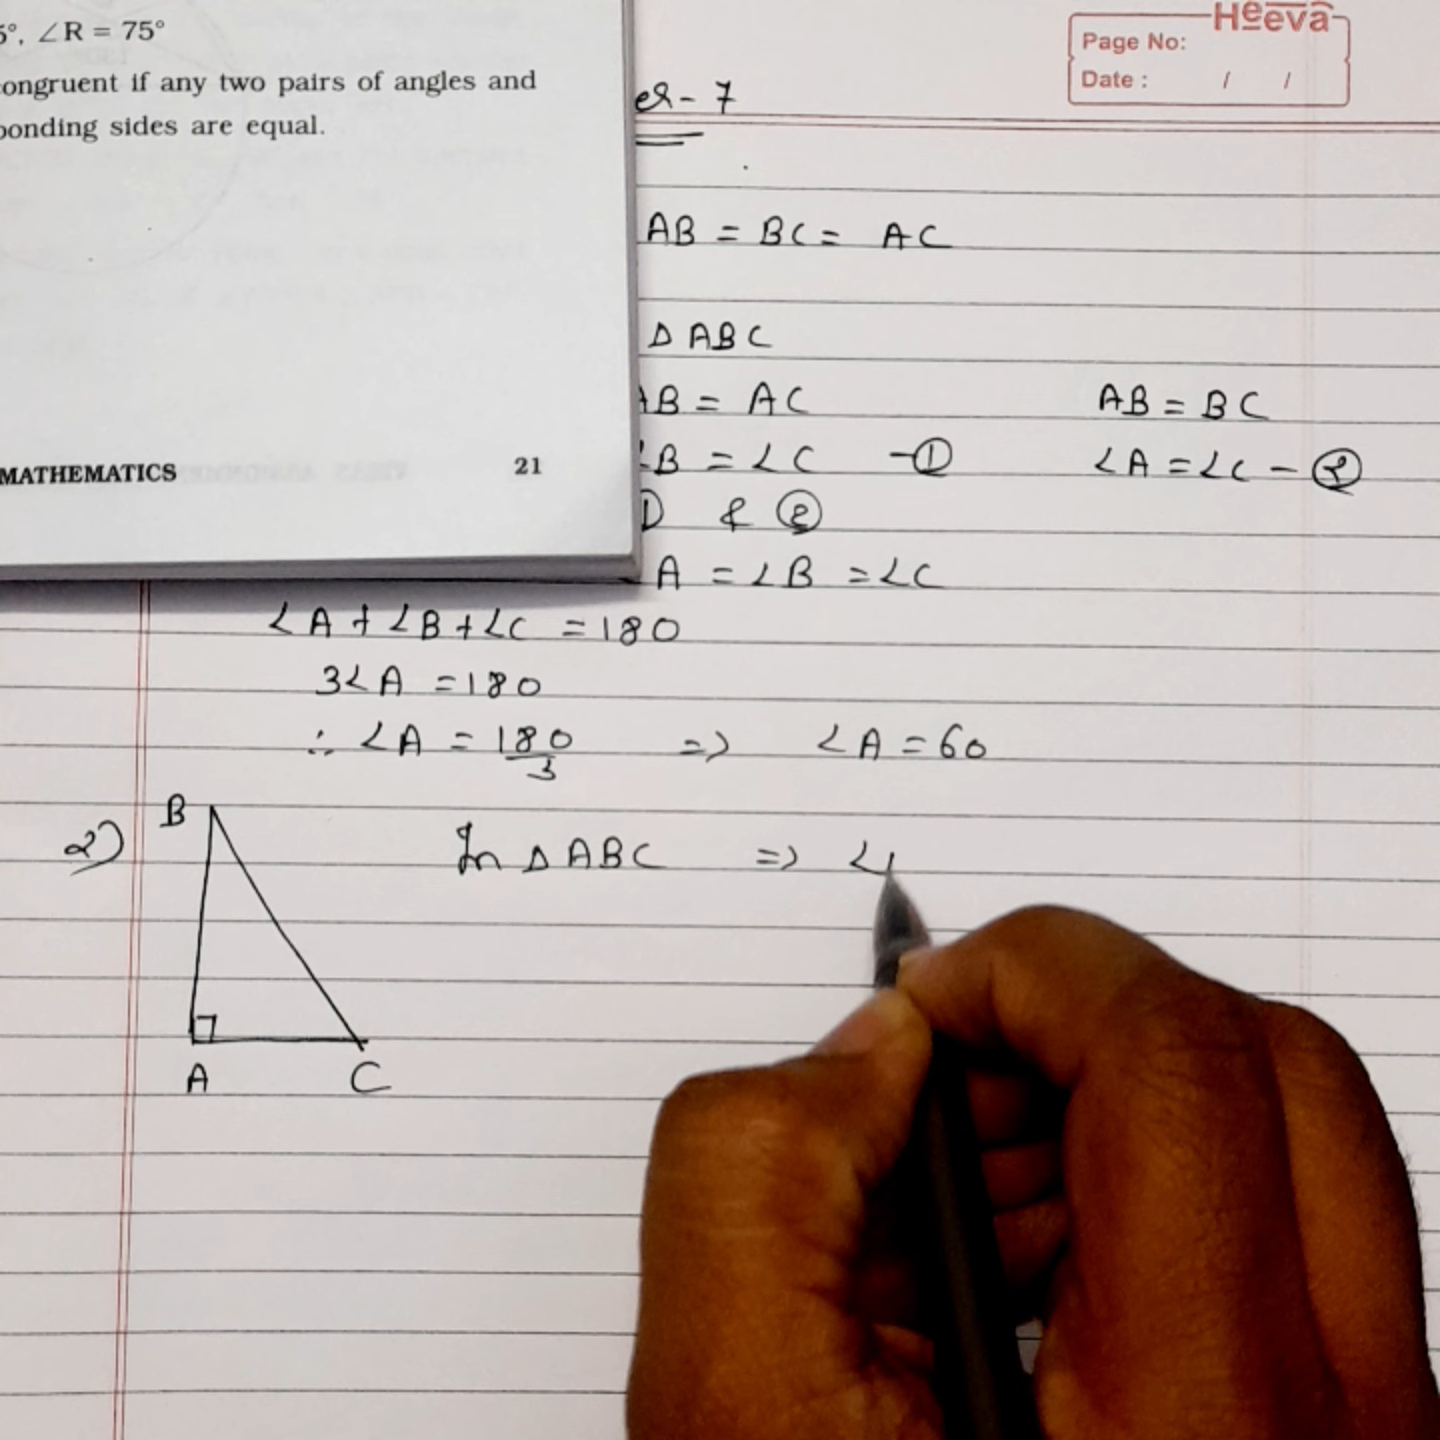 ∠R = 75°
congruent if any two pairs of angles and
sides are equal.
MATHEMATICS 21
Heeva
Page No:
Date : / /
- 7
AB = BC = AC
Δ ABC
AB = AC AB = BC
∠B = ∠C -① ∠A = ∠C - ②
① & ②
A = ∠B = ∠C
∠A + ∠B + ∠C = 180
3∠A = 180
∴ ∠A = 180/3 => ∠A = 60
2) B In Δ ABC => ∠
A C